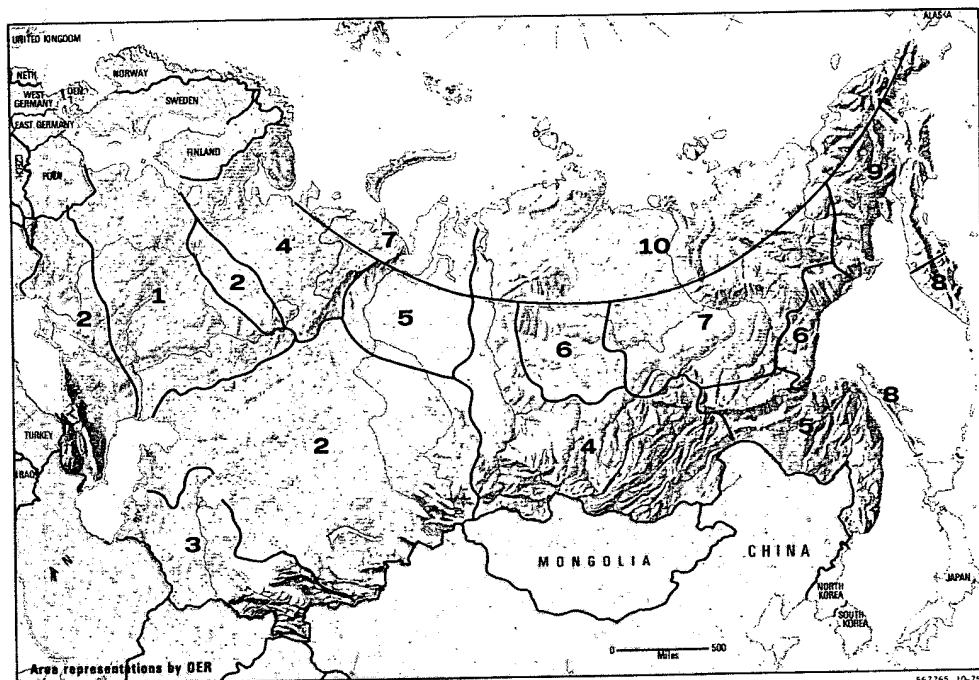 ALASKA
UNITED KINGDOM
NETH
NORWAY
WEST
GERMANY
DEN
SWEDEN
EAST GERMANY
FINLAND
9
4
7
10
2
1
2
8
5
7
6
6
8
2
4
5
TURKEY
3
MONGOLIA
CHINA
JAPAN
NORTH
KOREA
SOUTH
KOREA
0 500
Miles
Area representations by OER